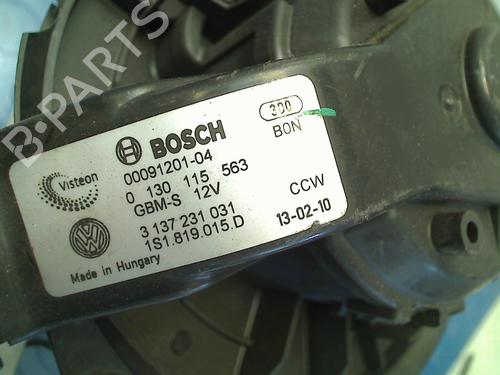 B-PARTS
300
BON
BOSCH
Visteon
00091201-04
0 130 115 563
GBM-S 12V
CCW
3 137 231 031
13-02-10
1S1.819.015.D
Made in Hungary